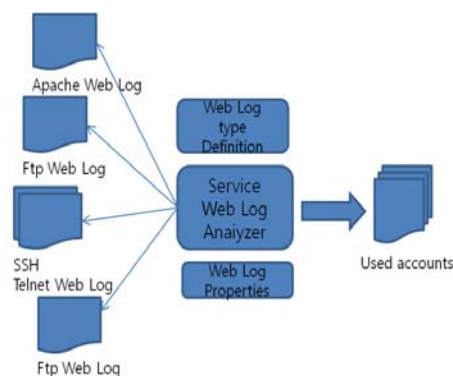 Apache Web Log
Ftp Web Log
SSH
Telnet Web Log
Ftp Web Log
Web Log
type
Definition
Service
Web Log
Anaiyzer
Web Log
Properties
Used accounts